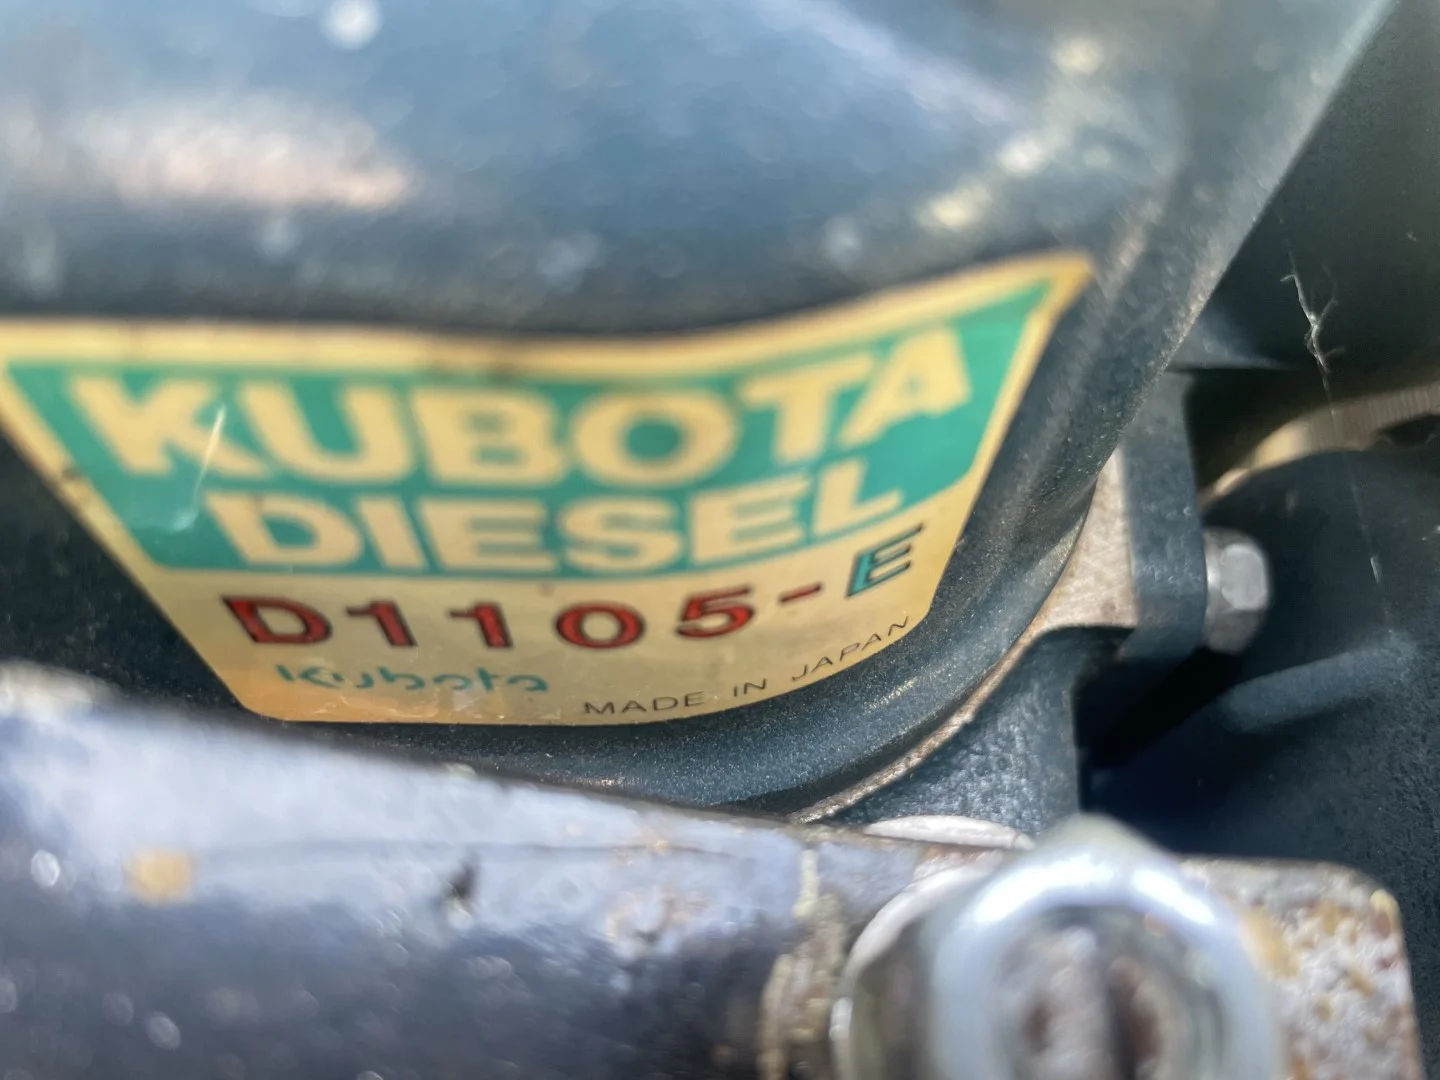 KUBOTA
DIESEL
D1105-E
Kubota
MADE IN JAPAN